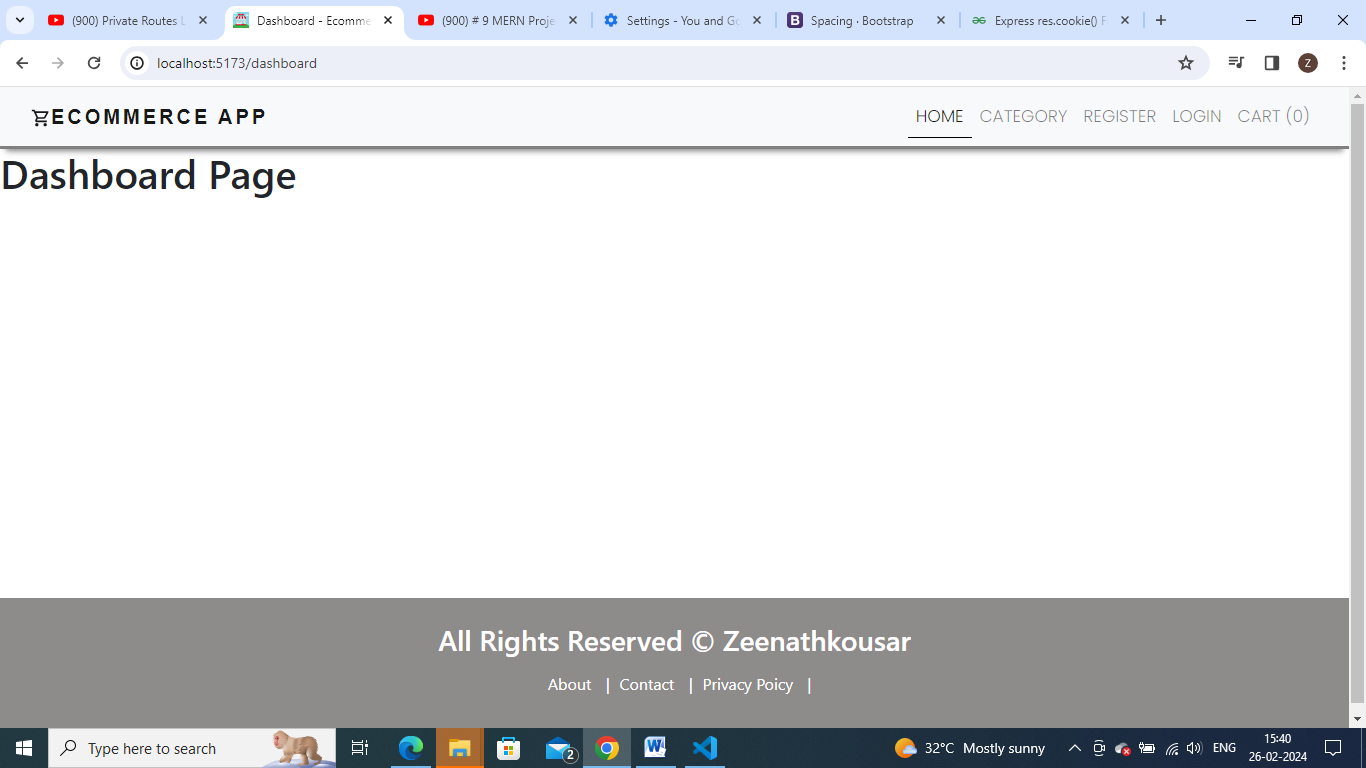 (900) Private Routes
Dashboard - Ecomme
(900) # 9 MERN Proje
Settings - You and Go
Spacing · Bootstrap
Express res.cookie()
localhost:5173/dashboard
Z
ECOMMERCE APP
HOME
CATEGORY
REGISTER
LOGIN
CART (0)
Dashboard Page
All Rights Reserved © Zeenathkousar
About |
Contact |
Privacy Poicy |
Type here to search
2
32°C Mostly sunny
ENG
15:40
26-02-2024